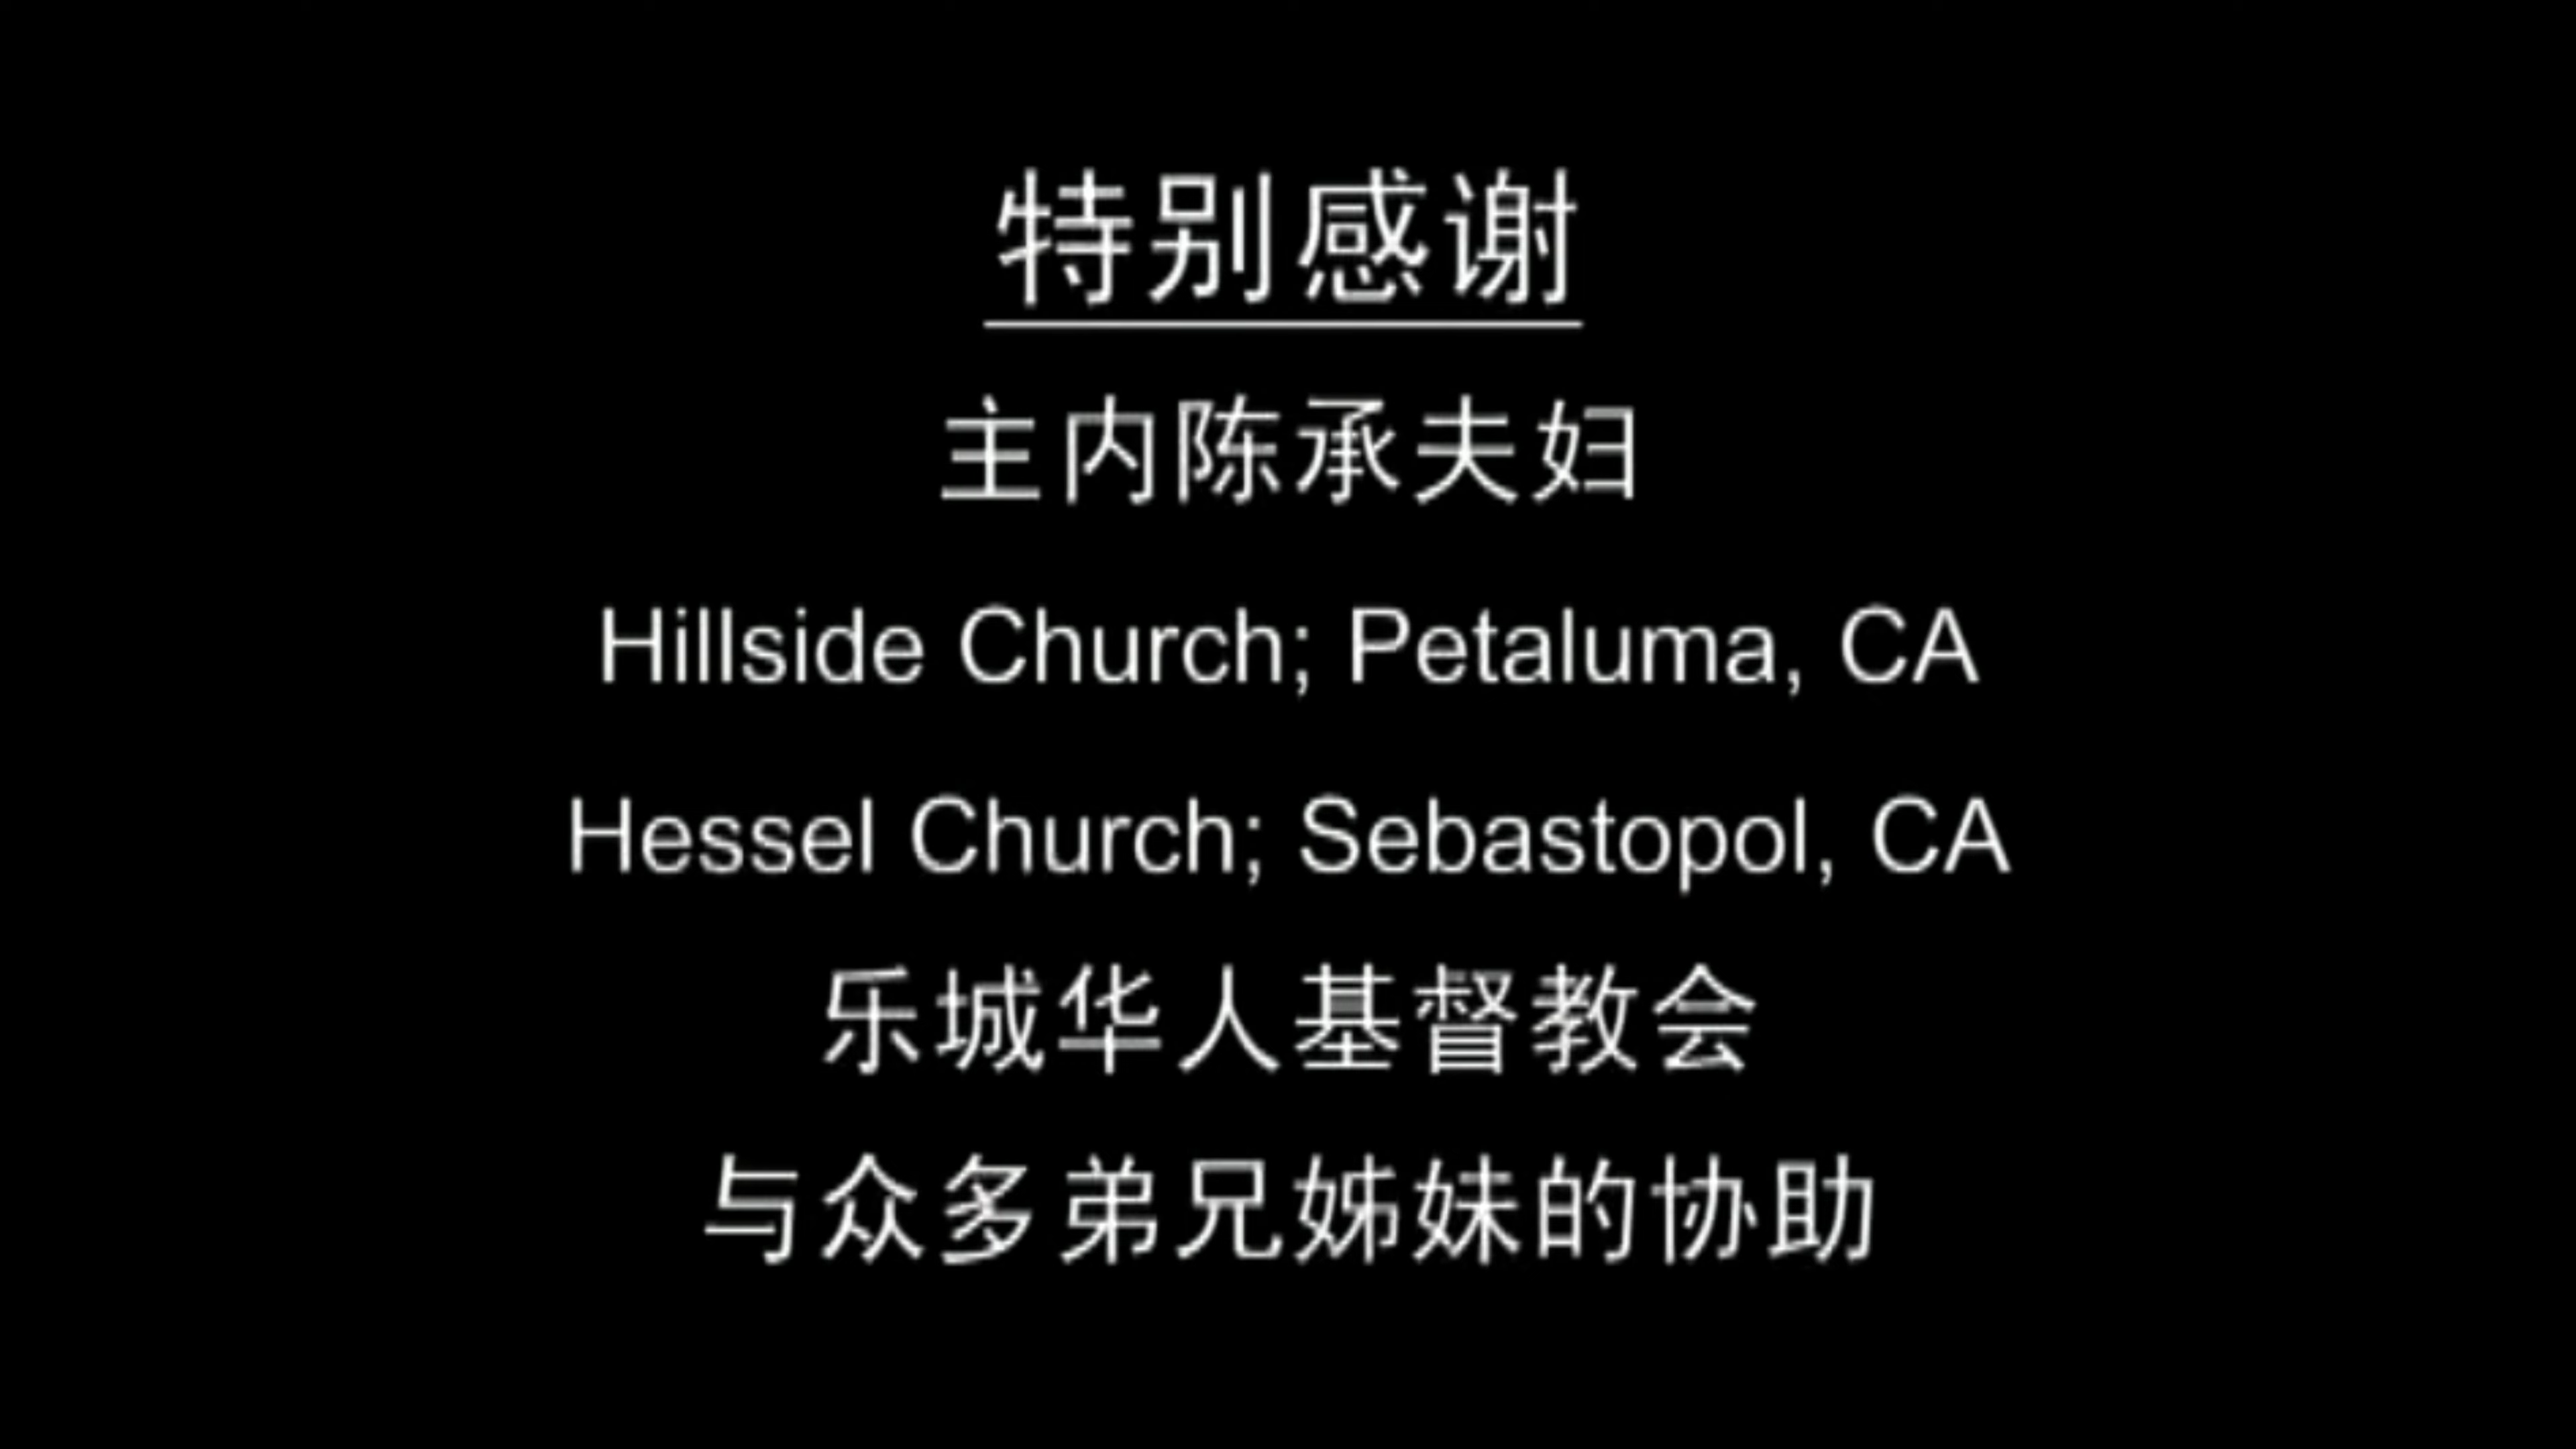 特别感谢
主内陈承夫妇
Hillside Church; Petaluma, CA
Hessel Church; Sebastopol, CA
乐城华人基督教会
与众多弟兄姊妹的协助